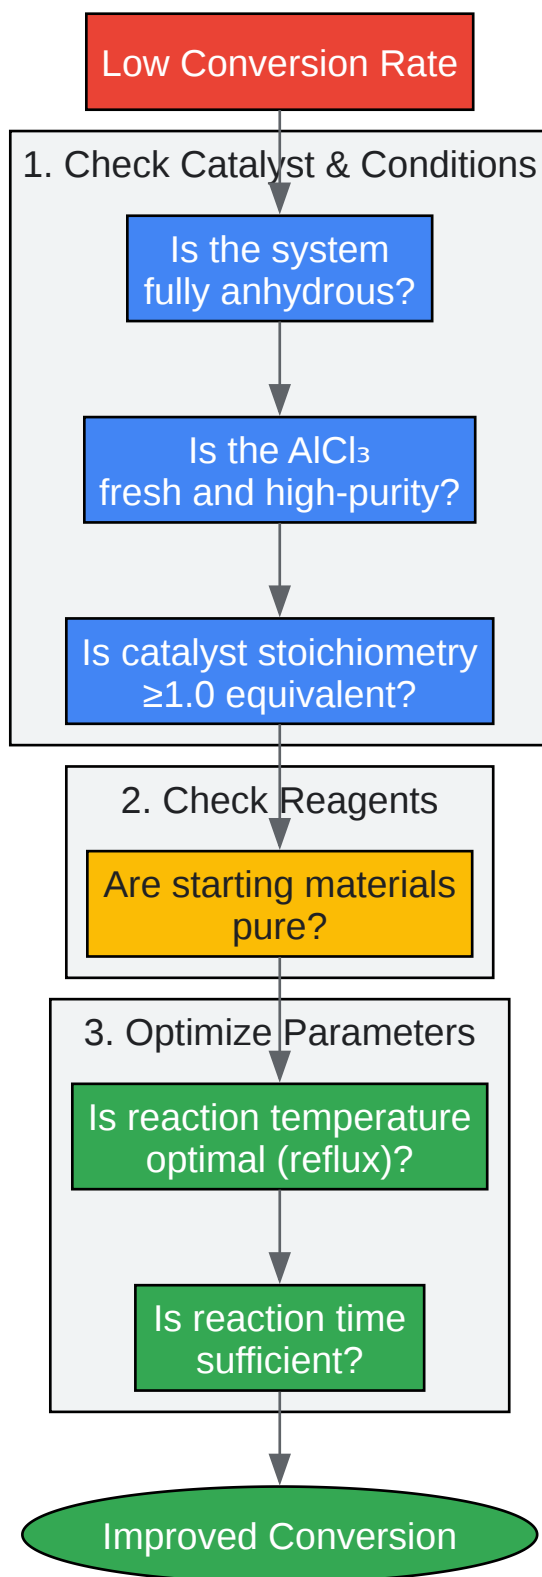 Low Conversion Rate
1. Check Catalyst & Conditions
Is the system
fully anhydrous?
Is the AlCl₃
fresh and high-purity?
Is catalyst stoichiometry
≥1.0 equivalent?
2. Check Reagents
Are starting materials
pure?
3. Optimize Parameters
Is reaction temperature
optimal (reflux)?
Is reaction time
sufficient?
Improved Conversion